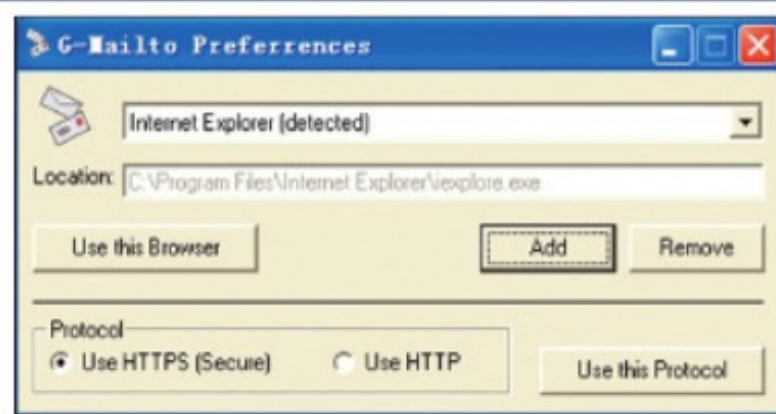 G-Mailto Preferrences
Internet Explorer (detected)
Location: C:\Program Files\Internet Explorer\iexplore.exe
Use this Browser Add Remove
Protocol
Use HTTPS (Secure) Use HTTP Use this Protocol